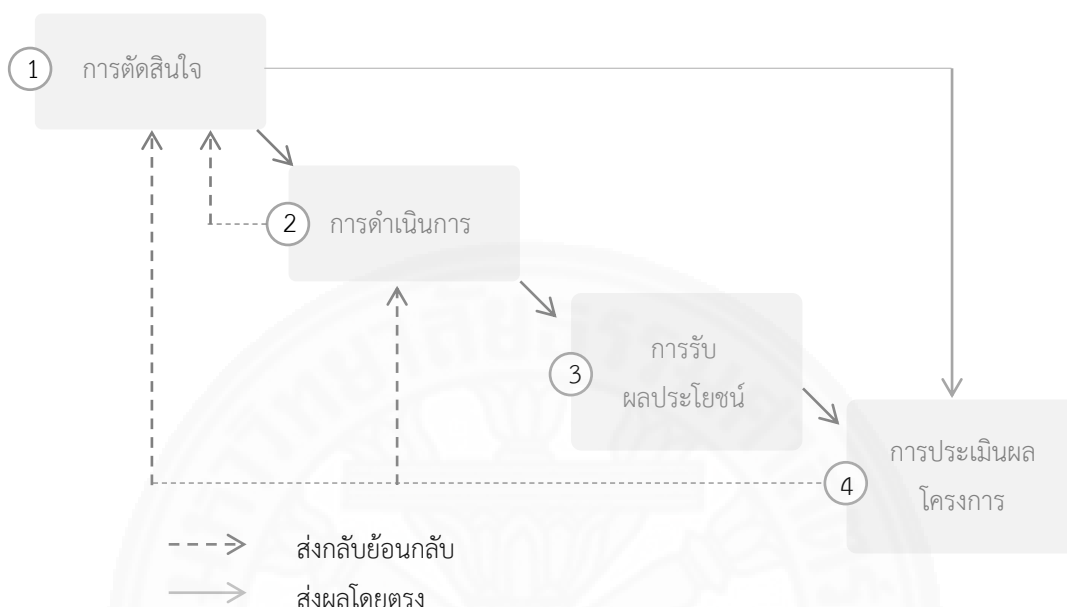 1 การตัดสินใจ
2 การดำเนินการ
3 การรับ
ผลประโยชน์
4 การประเมินผล
โครงการ
ส่งกลับย้อนกลับ
ส่งผลโดยตรง